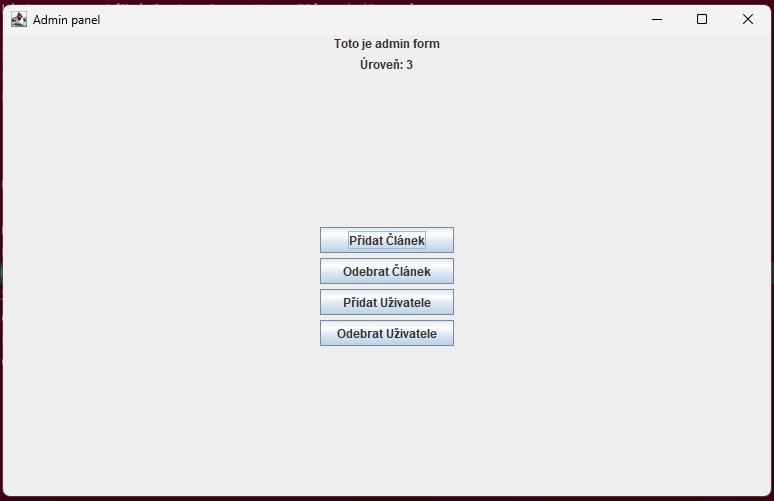 Admin panel
Toto je admin form
Úroveň: 3
Přidat Článek
Odebrat Článek
Přidat Uživatele
Odebrat Uživatele